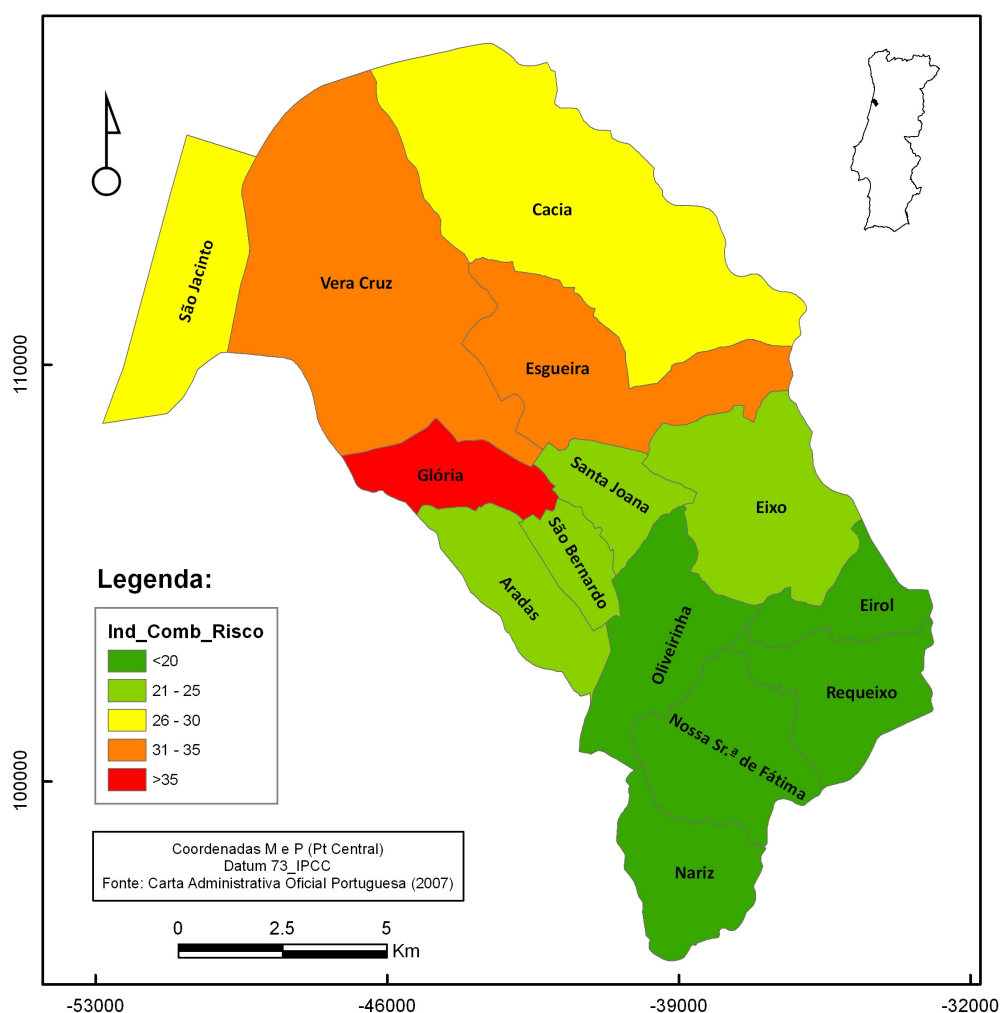 São Jacinto
Vera Cruz
Cacia
Esgueira
Glória
Santa Joana
Eixo
São Bernardo
Aradas
Oliveirinha
Eirol
Requeixo
Nossa Sr.ª de Fátima
Nariz
110000
100000
Legenda:
Ind_Comb_Risco
<20
21 - 25
26 - 30
31 - 35
>35
Coordenadas M e P (Pt Central)
Datum 73_IPCC
Fonte: Carta Administrativa Oficial Portuguesa (2007)
0 2.5 5
Km
-53000 -46000 -39000 -32000